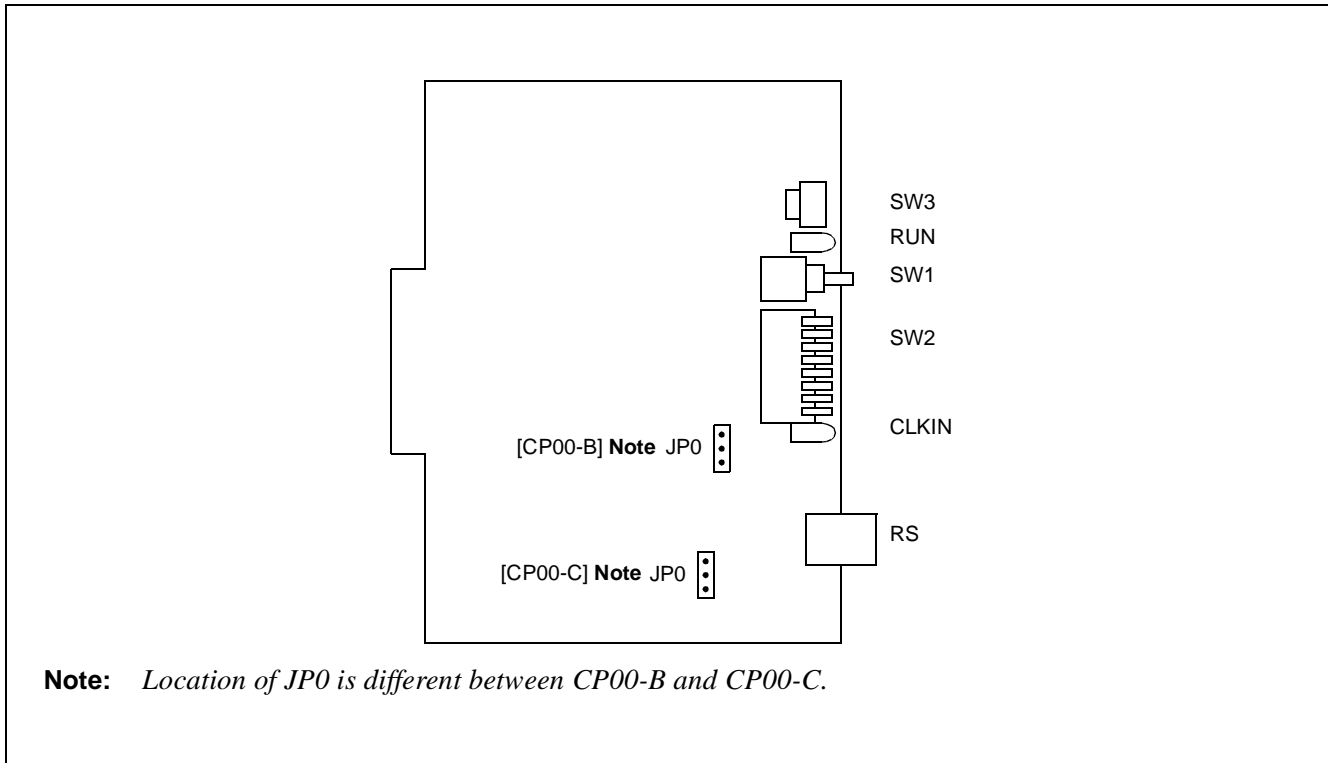 SW3
RUN
SW1
SW2
CLKIN
[CP00-B] Note JP0
RS
[CP00-C] Note JP0
Note: Location of JP0 is different between CP00-B and CP00-C.